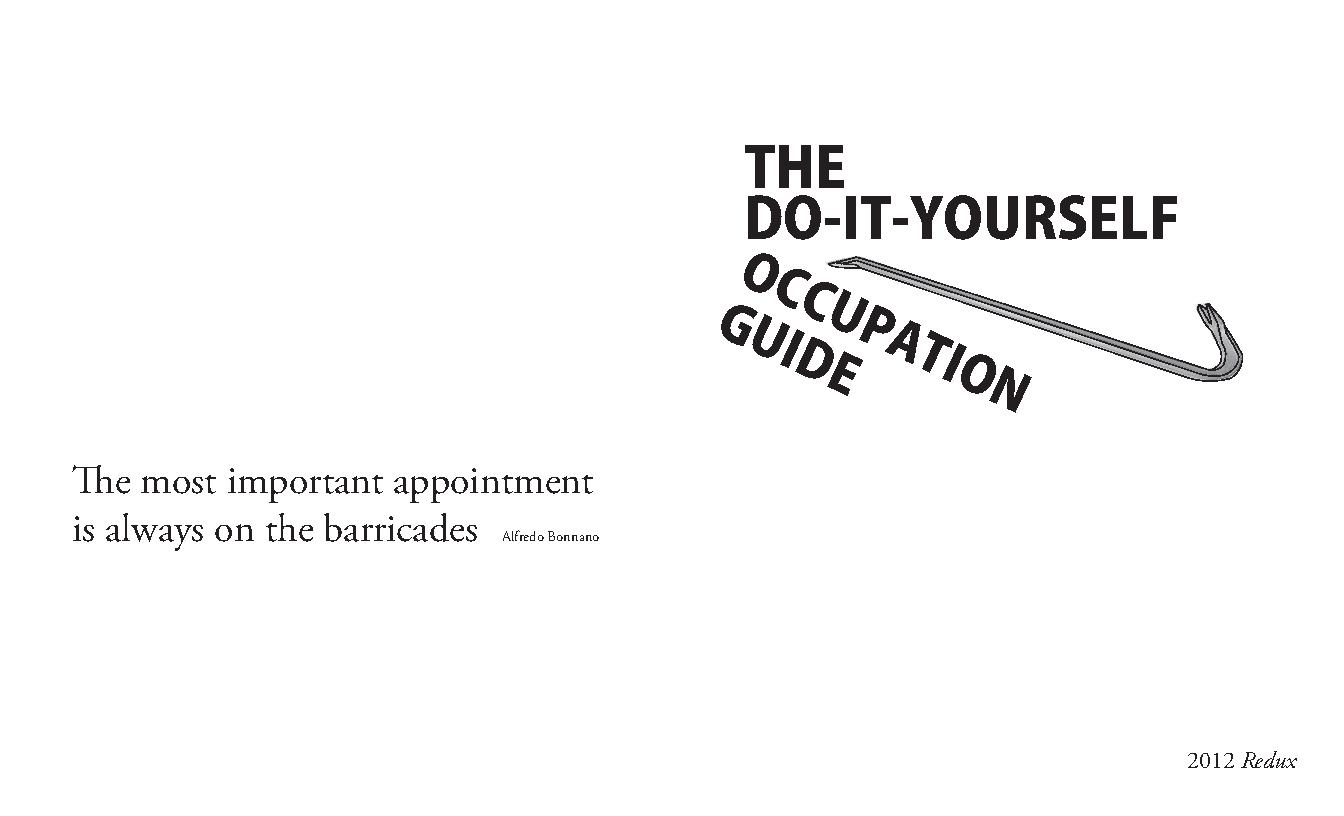 The most important appointment
is always on the barricades Alfredo Bonnano
THE
DO-IT-YOURSELF
OCCUPATION
GUIDE
2012 Redux